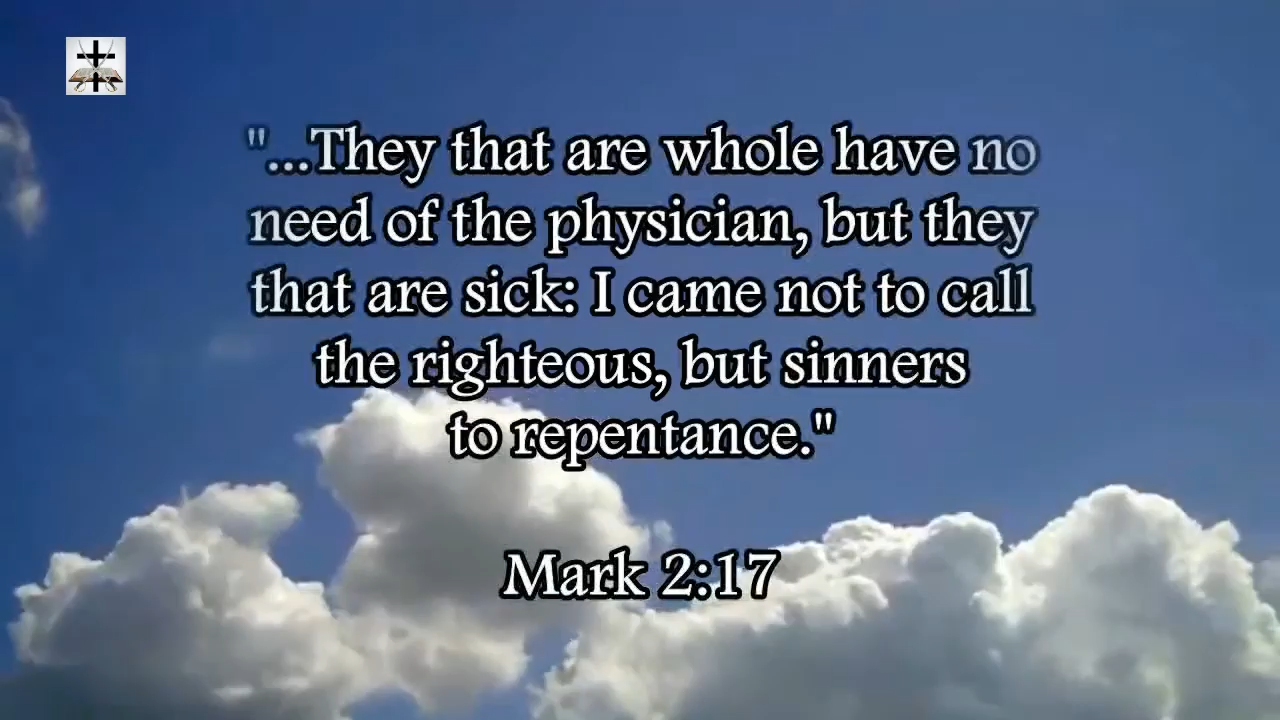 "...They that are whole have no
need of the physician, but they
that are sick: I came not to call
the righteous, but sinners
to repentance."
Mark 2:17